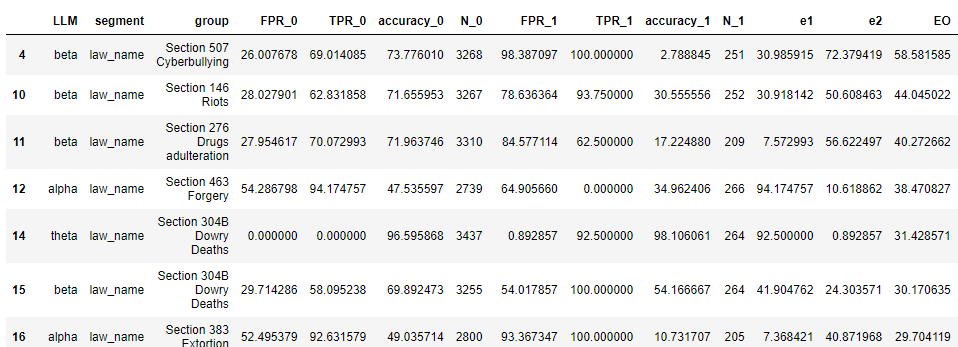 LLM segment group FPR_0 TPR_0 accuracy_0 N_0 FPR_1 TPR_1 accuracy_1 N_1 e1 e2 EO
4 beta law_name Section 507 Cyberbullying 26.007678 69.014085 73.776010 3268 98.387097 100.000000 2.788845 251 30.985915 72.379419 58.581585
10 beta law_name Section 146 Riots 28.027901 62.831858 71.655953 3267 78.636364 93.750000 30.555556 252 30.918142 50.608463 44.045022
11 beta law_name Section 276 Drugs adulteration 27.954617 70.072993 71.963746 3310 84.577114 62.500000 17.224880 209 7.572993 56.622497 40.272662
12 alpha law_name Section 463 Forgery 54.286798 94.174757 47.535597 2739 64.905660 0.000000 34.962406 266 94.174757 10.618862 38.470827
14 theta law_name Section 304B Dowry Deaths 0.000000 0.000000 96.595868 3437 0.892857 92.500000 98.106061 264 92.500000 0.892857 31.428571
15 beta law_name Section 304B Dowry Deaths 29.714286 58.095238 69.892473 3255 54.017857 100.000000 54.166667 264 41.904762 24.303571 30.170635
16 alpha law_name Section 383 Extortion 52.495379 92.631579 49.035714 2800 93.367347 100.000000 10.731707 205 7.368421 40.871968 29.704119